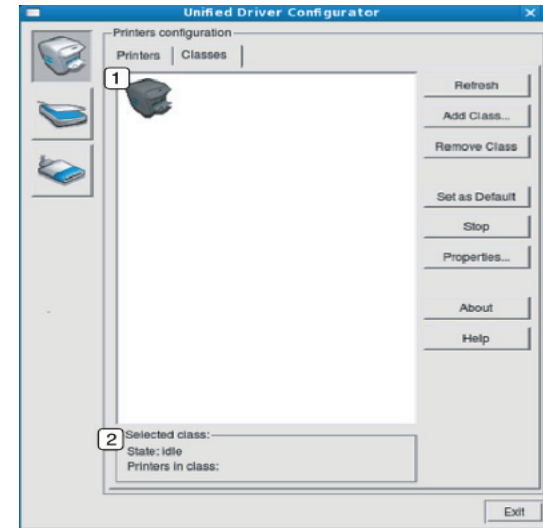 Unified Driver Configurator
Printers configuration
Printers Classes
1
Refresh
Add Class...
Remove Class
Set as Default
Stop
Properties...
About
Help
2
Selected class:
State: idle
Printers in class:
Exit